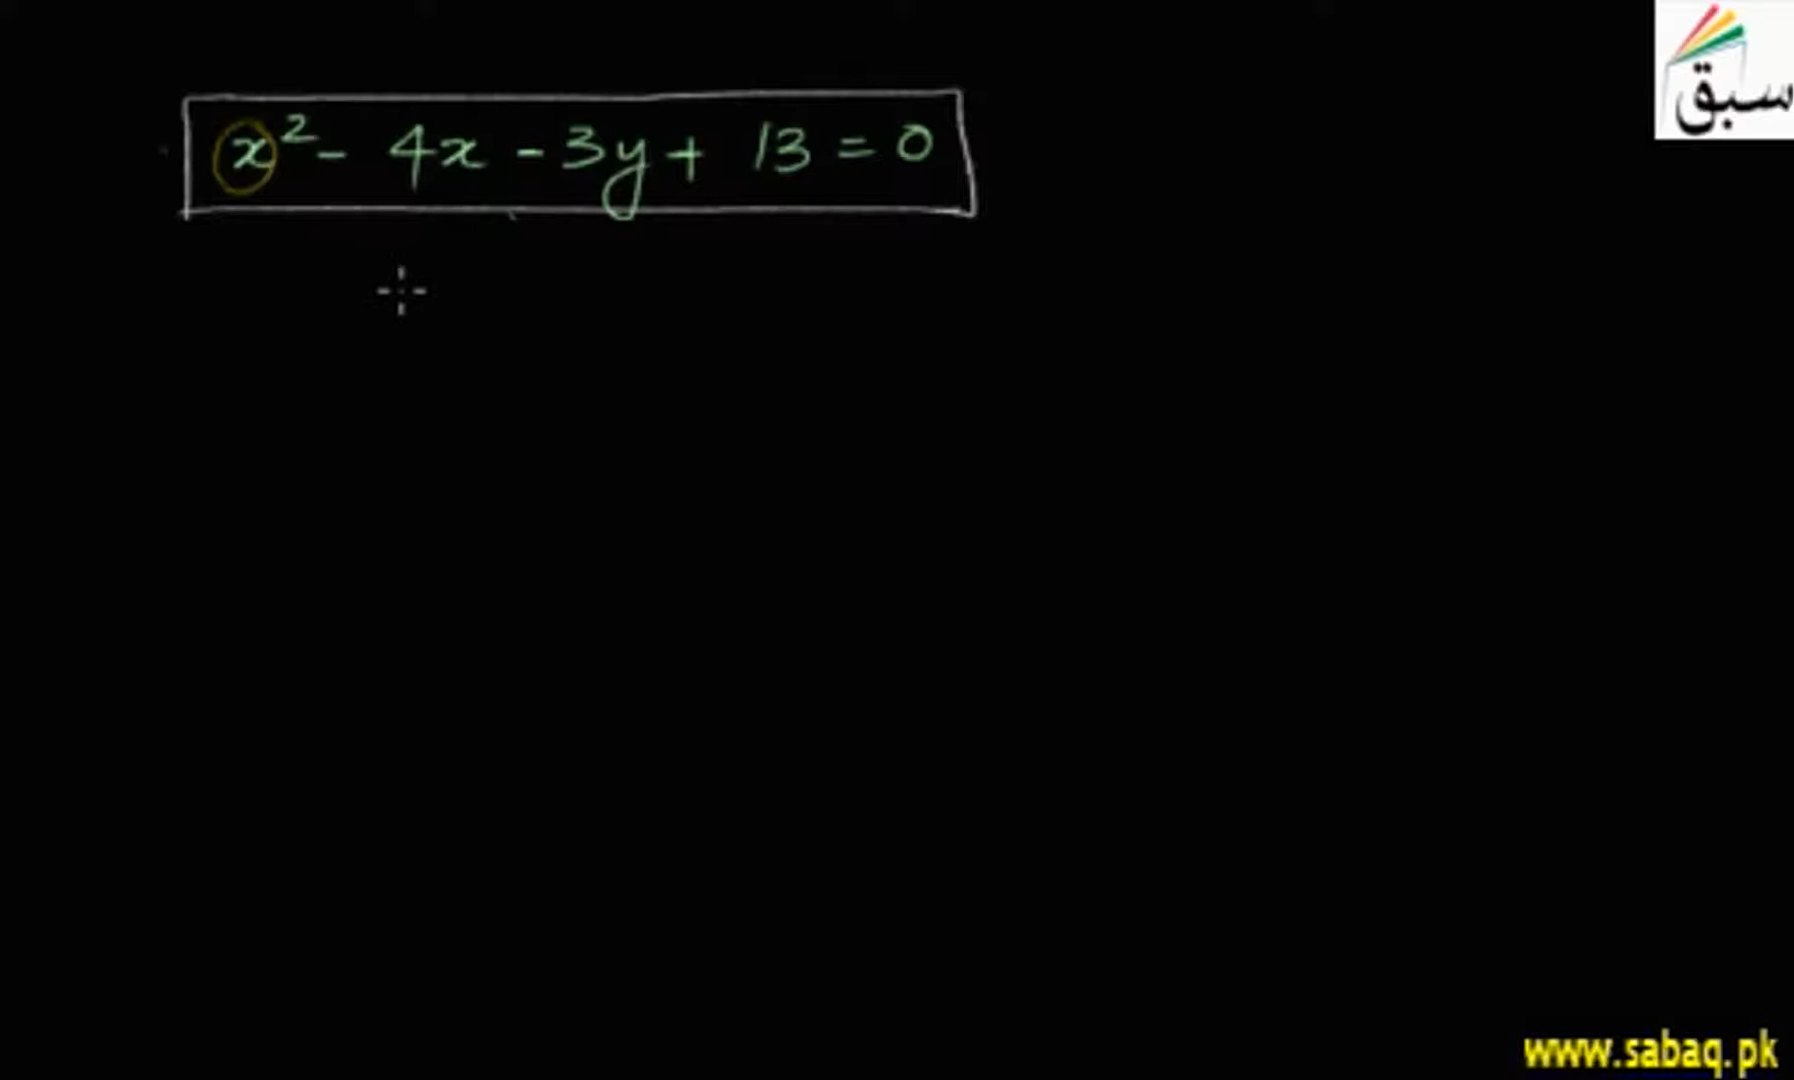 سبق
x² - 4x - 3y + 13 = 0
www.sabaq.pk